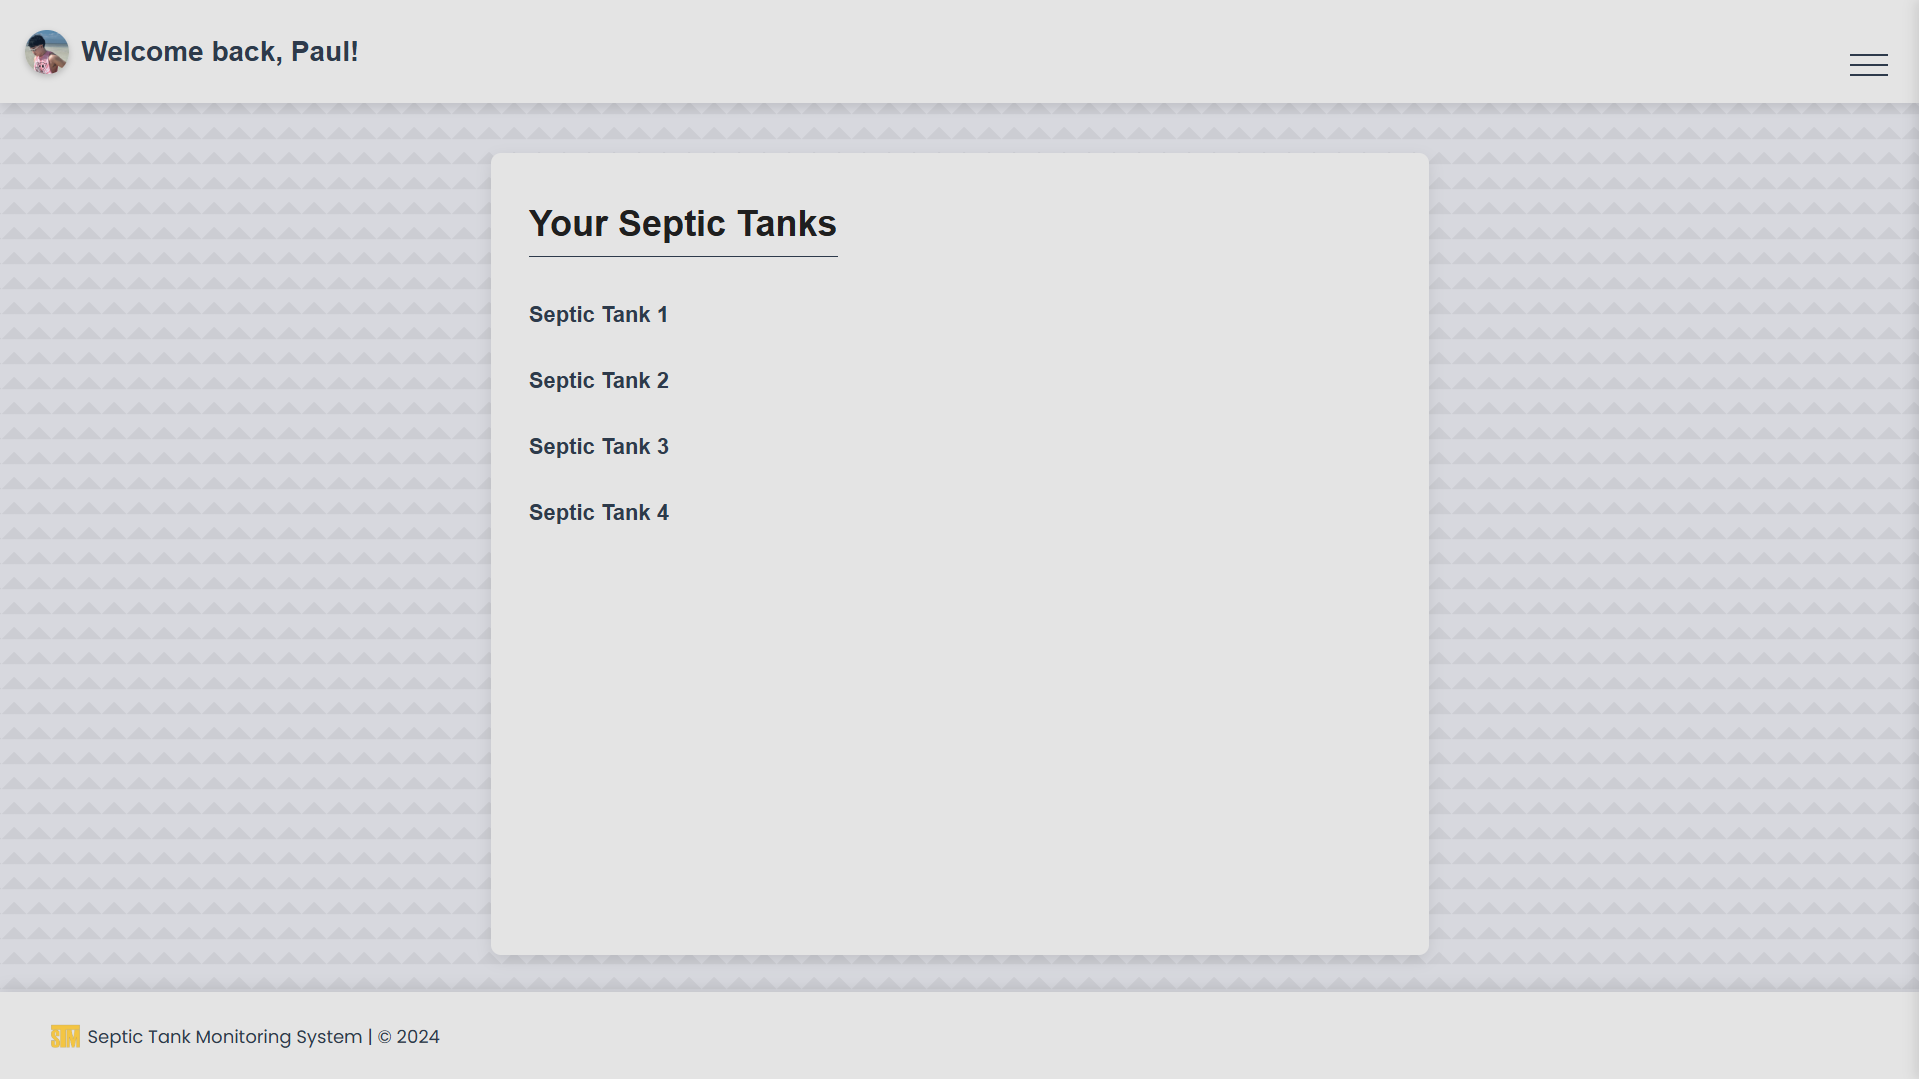 Welcome back, Paul!
Your Septic Tanks
Septic Tank 1
Septic Tank 2
Septic Tank 3
Septic Tank 4
Septic Tank Monitoring System | © 2024